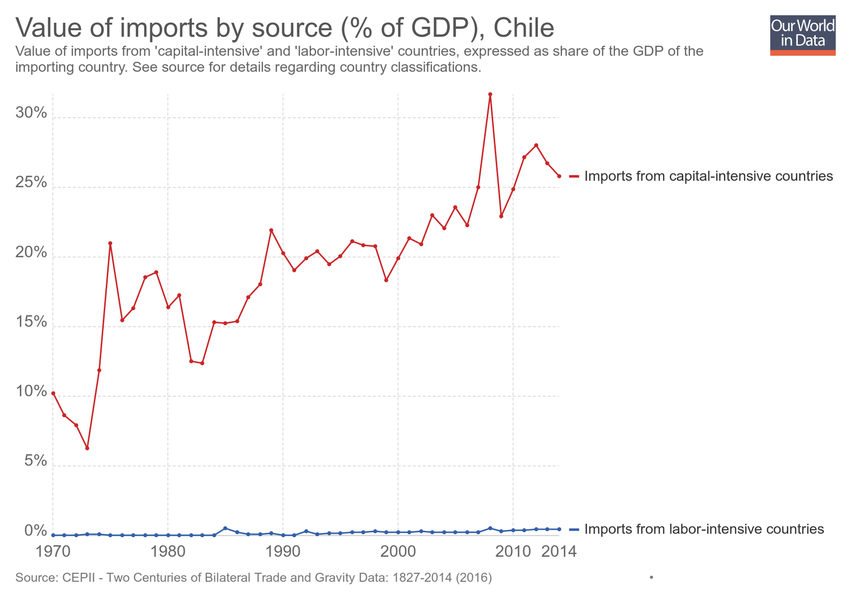 Value of imports by source (% of GDP), Chile
Our World
in Data
Value of imports from 'capital-intensive' and 'labor-intensive' countries, expressed as share of the GDP of the
importing country. See source for details regarding country classifications.
30%
25%
20%
15%
10%
5%
0%
Imports from capital-intensive countries
Imports from labor-intensive countries
1970 1980 1990 2000 2010 2014
Source: CEPII - Two Centuries of Bilateral Trade and Gravity Data: 1827-2014 (2016) •